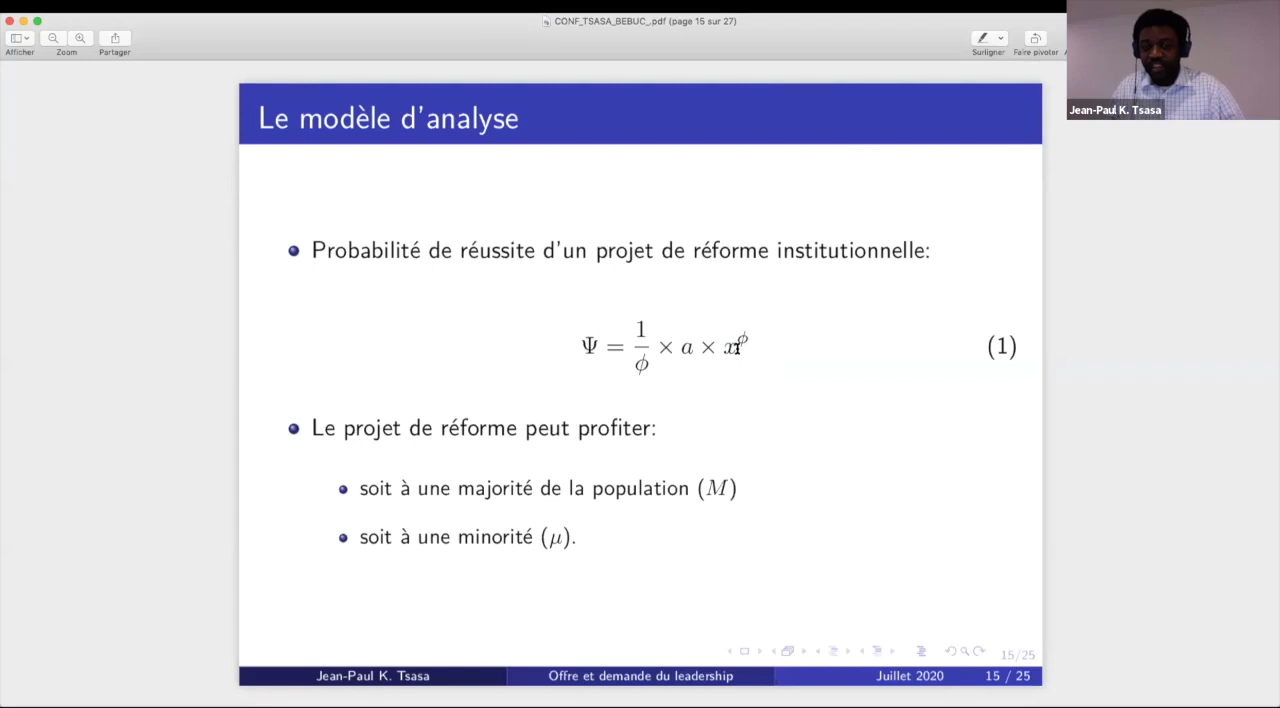 CONF_TSASA_BEBUC_.pdf (page 15 sur 27)
Afficher Zoom Partager Surligner Faire pivoter
Jean-Paul K. Tsasa
Le modèle d'analyse
Probabilité de réussite d'un projet de réforme institutionnelle:
Ψ = 1/ϕ × a × x^ϕ (1)
Le projet de réforme peut profiter:
soit à une majorité de la population (M)
soit à une minorité (μ).
15/25
Jean-Paul K. Tsasa Offre et demande du leadership Juillet 2020 15 / 25